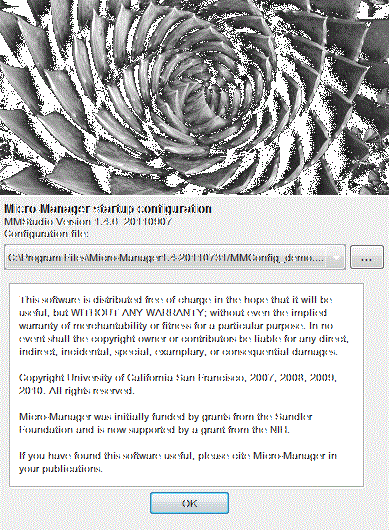 Micro-Manager startup configuration
MMStudio Version 1.4.6 20110907
Configuration file:
C:\Program Files\Micro-Manager1.4-20110731\MMConfig_demo....
...
This software is distributed free of charge in the hope that it will be
useful, but WITHOUT ANY WARRANTY; without even the implied
warranty of merchantability or fitness for a particular purpose. In no
event shall the copyright owner or contributors be liable for any direct,
indirect, incidental, special, examplary, or consequential damages.
Copyright University of California San Francisco, 2007, 2008, 2009,
2010. All rights reserved.
Micro-Manager was initially funded by grants from the Sandler
Foundation and is now supported by a grant from the NIH.
If you have found this software useful, please cite Micro-Manager in
your publications.
OK